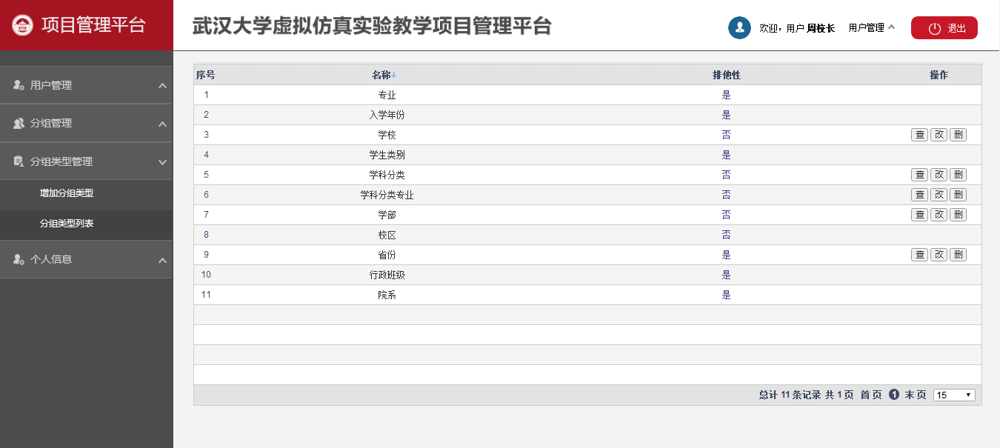 项目管理平台
武汉大学虚拟仿真实验教学项目管理平台
欢迎，用户 周校长 用户管理 退出
用户管理
分组管理
分组类型管理
增加分组类型
分组类型列表
个人信息
序号 名称 排他性 操作
1 专业 是
2 入学年份 是
3 学校 否 查 改 删
4 学生类别 是
5 学科分类 否 查 改 删
6 学科分类专业 否 查 改 删
7 学部 否 查 改 删
8 校区 否
9 省份 是 查 改 删
10 行政班级 是
11 院系 是
总计 11 条记录 共 1 页 首 页 1 末 页 15